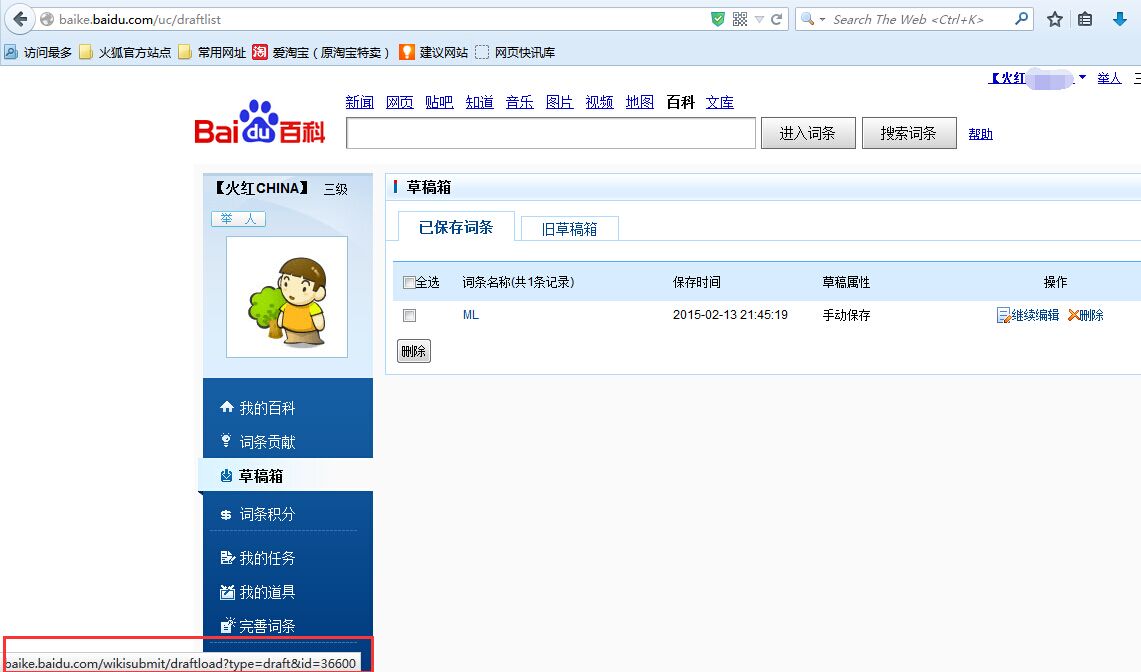 baike.baidu.com/uc/draftlist
Search The Web <Ctrl+K>
访问最多 火狐官方站点 常用网址 淘 爱淘宝（原淘宝特卖） 建议网站 网页快讯库
【火红 举人 三
新闻 网页 贴吧 知道 音乐 图片 视频 地图 百科 文库
Bai du 百科
进入词条 搜索词条 帮助
【火红CHINA】 三级
举 人
草稿箱
已保存词条 旧草稿箱
全选 词条名称(共1条记录) 保存时间 草稿属性 操作
ML 2015-02-13 21:45:19 手动保存 继续编辑 删除
删除
我的百科
词条贡献
草稿箱
词条积分
我的任务
我的道具
完善词条
baike.baidu.com/wikisubmit/draftload?type=draft&id=36600